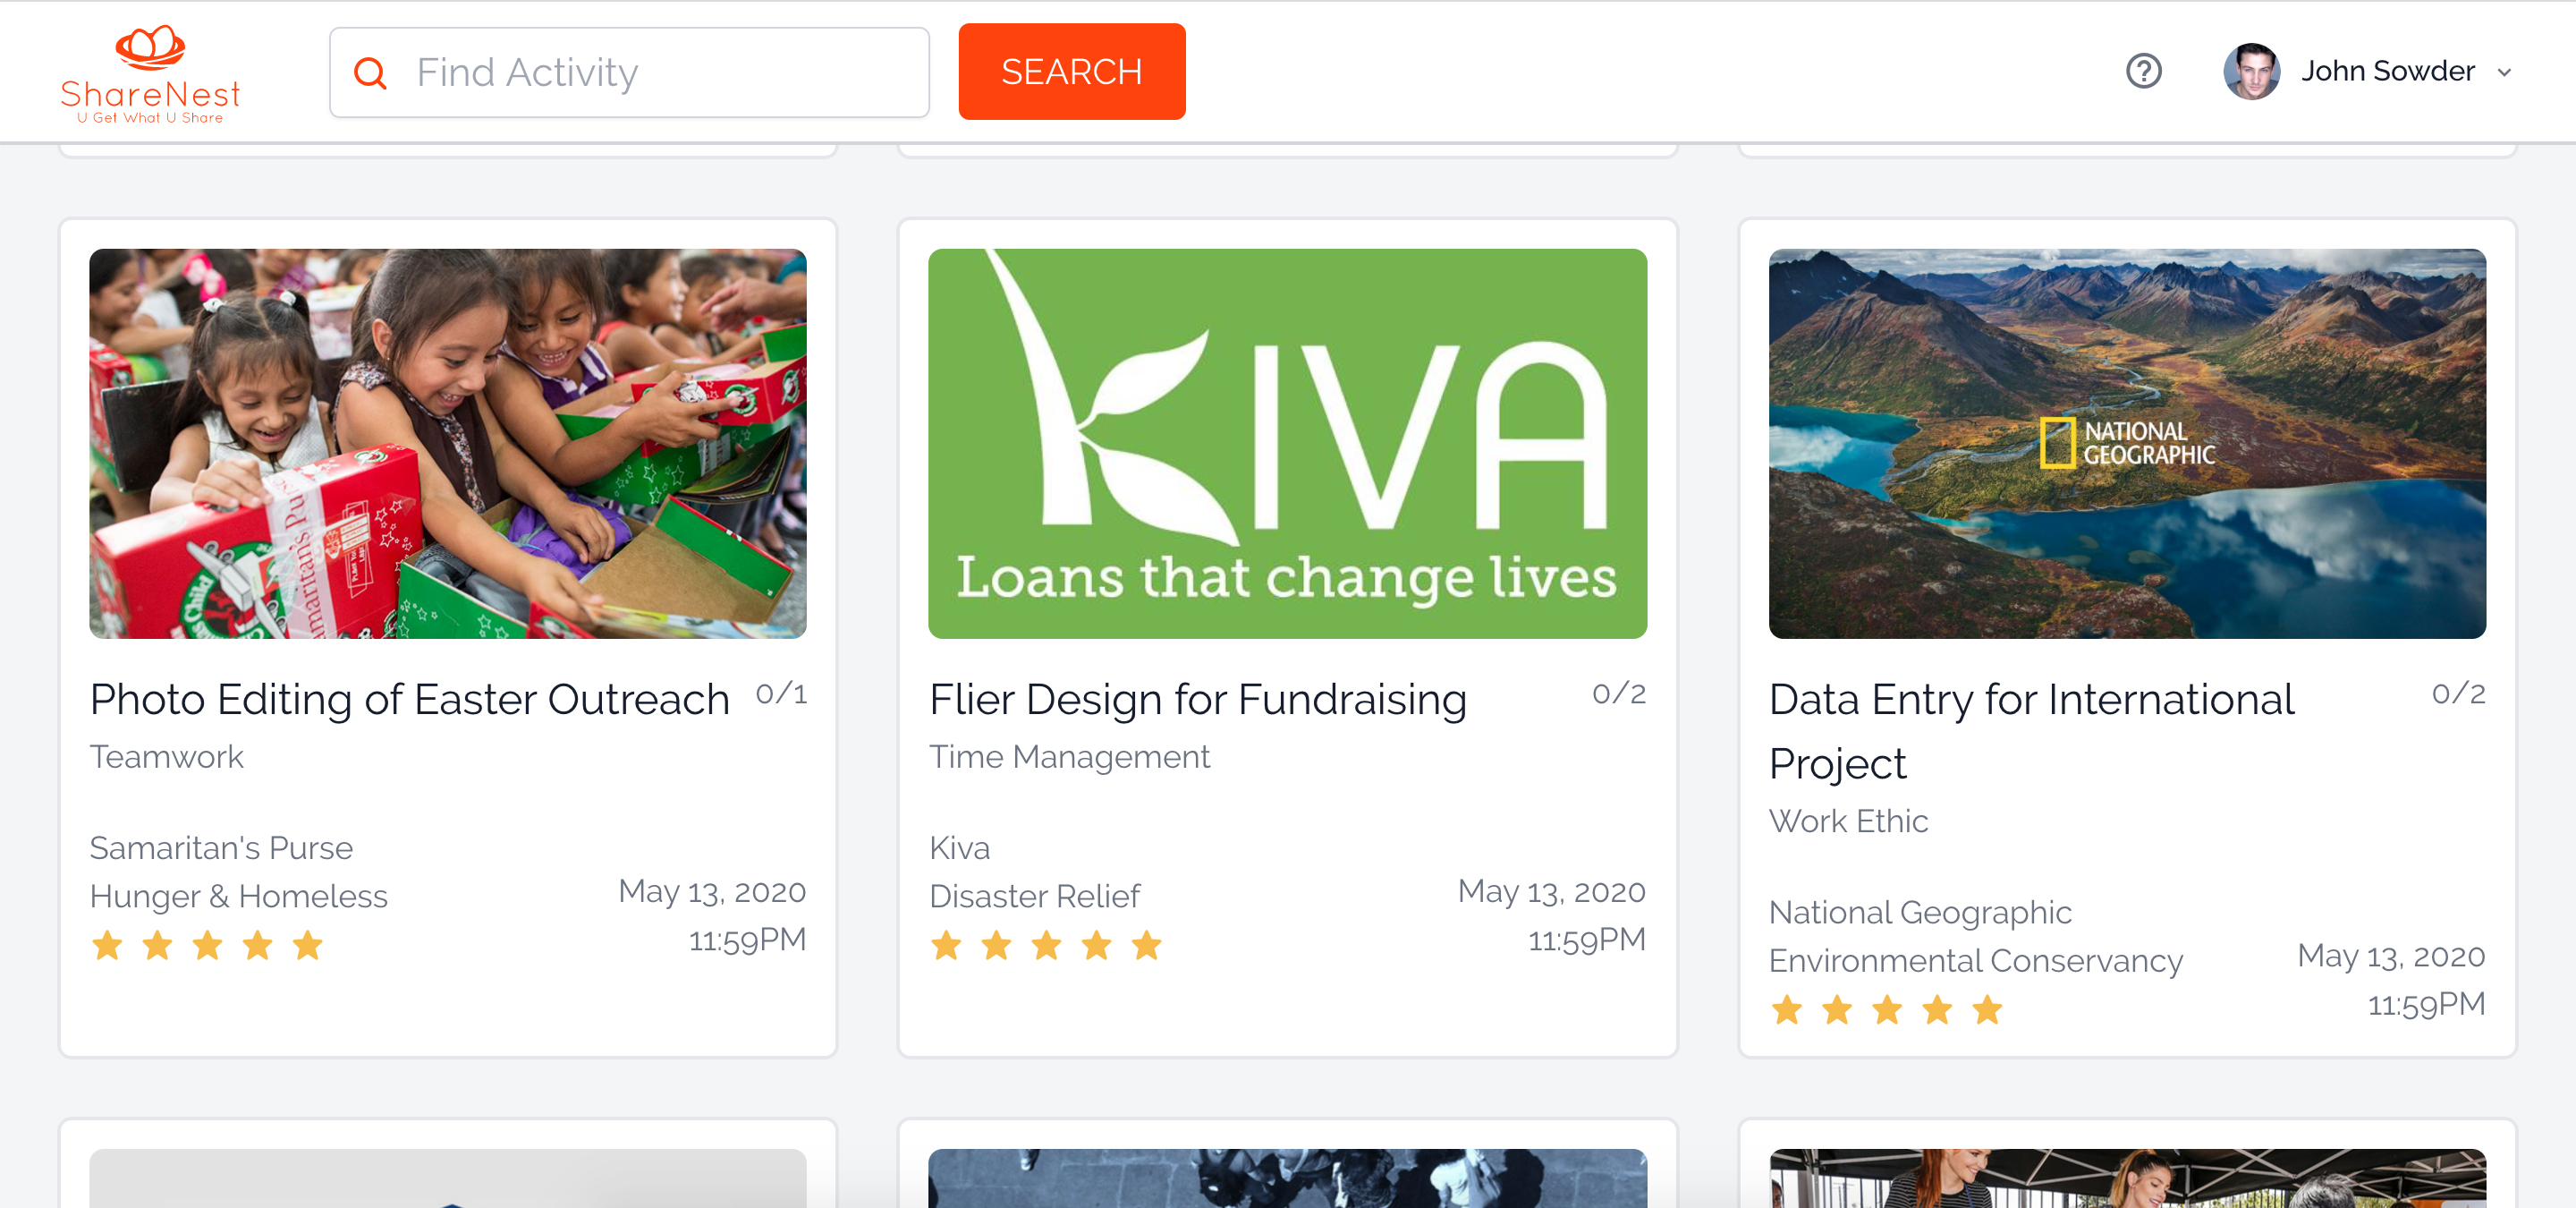 ShareNest
U Get What U Share
Find Activity
SEARCH
John Sowder
KIVA
Loans that change lives
NATIONAL
GEOGRAPHIC
Photo Editing of Easter Outreach 0/1
Teamwork
Samaritan's Purse
Hunger & Homeless
May 13, 2020
11:59PM
Flier Design for Fundraising 0/2
Time Management
Kiva
Disaster Relief
May 13, 2020
11:59PM
Data Entry for International 0/2
Project
Work Ethic
National Geographic
Environmental Conservancy
May 13, 2020
11:59PM